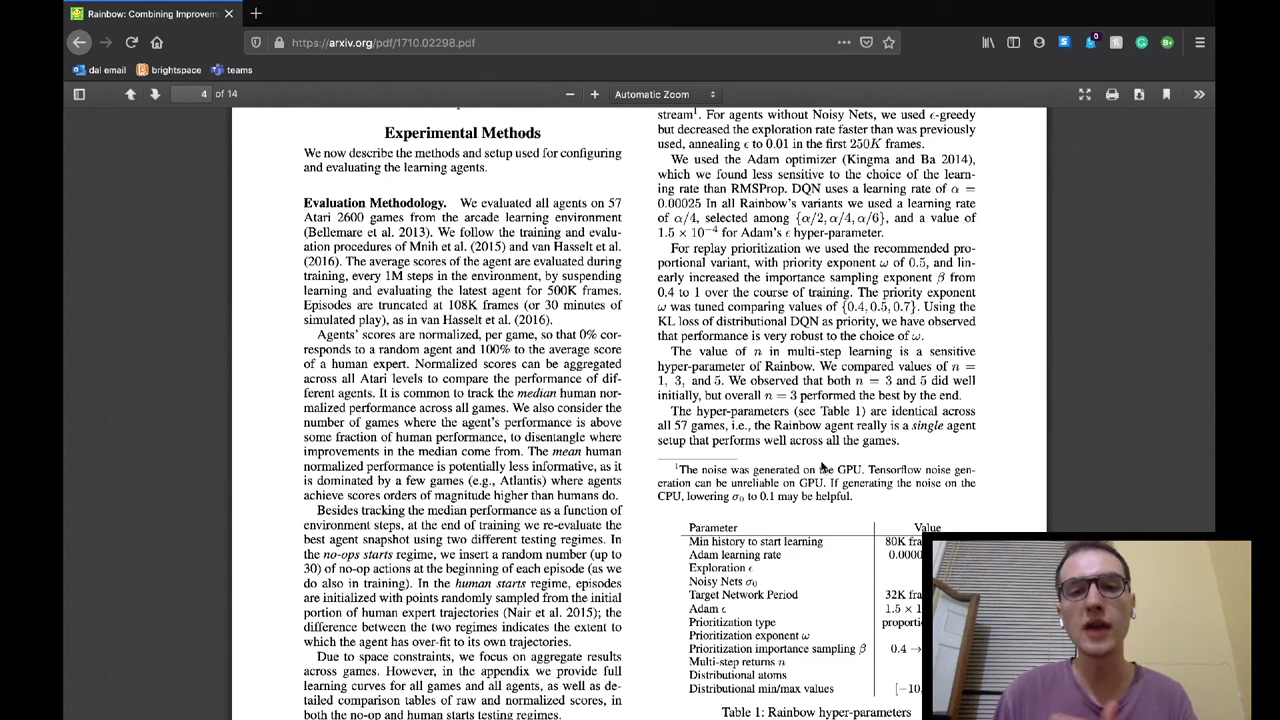 Rainbow: Combining Improvem
https://arxiv.org/pdf/1710.02298.pdf
0
B+
dal email
brightspace
teams
4 of 14
Automatic Zoom
Experimental Methods
We now describe the methods and setup used for configuring
and evaluating the learning agents.
Evaluation Methodology. We evaluated all agents on 57
Atari 2600 games from the arcade learning environment
(Bellemare et al. 2013). We follow the training and evalu-
ation procedures of Mnih et al. (2015) and van Hasselt et al.
(2016). The average scores of the agent are evaluated during
training, every 1M steps in the environment, by suspending
learning and evaluating the latest agent for 500K frames.
Episodes are truncated at 108K frames (or 30 minutes of
simulated play), as in van Hasselt et al. (2016).
Agents' scores are normalized, per game, so that 0% cor-
responds to a random agent and 100% to the average score
of a human expert. Normalized scores can be aggregated
across all Atari levels to compare the performance of dif-
ferent agents. It is common to track the median human nor-
malized performance across all games. We also consider the
number of games where the agent's performance is above
some fraction of human performance, to disentangle where
improvements in the median come from. The mean human
normalized performance is potentially less informative, as it
is dominated by a few games (e.g., Atlantis) where agents
achieve scores orders of magnitude higher than humans do.
Besides tracking the median performance as a function of
environment steps, at the end of training we re-evaluate the
best agent snapshot using two different testing regimes. In
the no-ops starts regime, we insert a random number (up to
30) of no-op actions at the beginning of each episode (as we
do also in training). In the human starts regime, episodes
are initialized with points randomly sampled from the initial
portion of human expert trajectories (Nair et al. 2015); the
difference between the two regimes indicates the extent to
which the agent has over-fit to its own trajectories.
Due to space constraints, we focus on aggregate results
across games. However, in the appendix we provide full
learning curves for all games and all agents, as well as de-
tailed comparison tables of raw and normalized scores, in
both the no-op and human starts testing regimes.
stream¹. For agents without Noisy Nets, we used ϵ-greedy
but decreased the exploration rate faster than was previously
used, annealing ϵ to 0.01 in the first 250K frames.
We used the Adam optimizer (Kingma and Ba 2014),
which we found less sensitive to the choice of the learn-
ing rate than RMSProp. DQN uses a learning rate of α =
0.00025 In all Rainbow's variants we used a learning rate
of α/4, selected among {α/2, α/4, α/6}, and a value of
1.5 × 10⁻⁴ for Adam's ϵ hyper-parameter.
For replay prioritization we used the recommended pro-
portional variant, with priority exponent ω of 0.5, and lin-
early increased the importance sampling exponent β from
0.4 to 1 over the course of training. The priority exponent
ω was tuned comparing values of {0.4, 0.5, 0.7}. Using the
KL loss of distributional DQN as priority, we have observed
that performance is very robust to the choice of ω.
The value of n in multi-step learning is a sensitive
hyper-parameter of Rainbow. We compared values of n =
1, 3, and 5. We observed that both n = 3 and 5 did well
initially, but overall n = 3 performed the best by the end.
The hyper-parameters (see Table 1) are identical across
all 57 games, i.e., the Rainbow agent really is a single agent
setup that performs well across all the games.
¹The noise was generated on the GPU. Tensorflow noise gen-
eration can be unreliable on GPU. If generating the noise on the
CPU, lowering σ₀ to 0.1 may be helpful.
Parameter Value
Min history to start learning 80K fra
Adam learning rate 0.0000
Exploration ϵ
Noisy Nets σ₀
Target Network Period 32K fra
Adam ϵ 1.5 × 1
Prioritization type proportio
Prioritization exponent ω
Prioritization importance sampling β 0.4 →
Multi-step returns n
Distributional atoms
Distributional min/max values [−10,
Table 1: Rainbow hyper-parameters